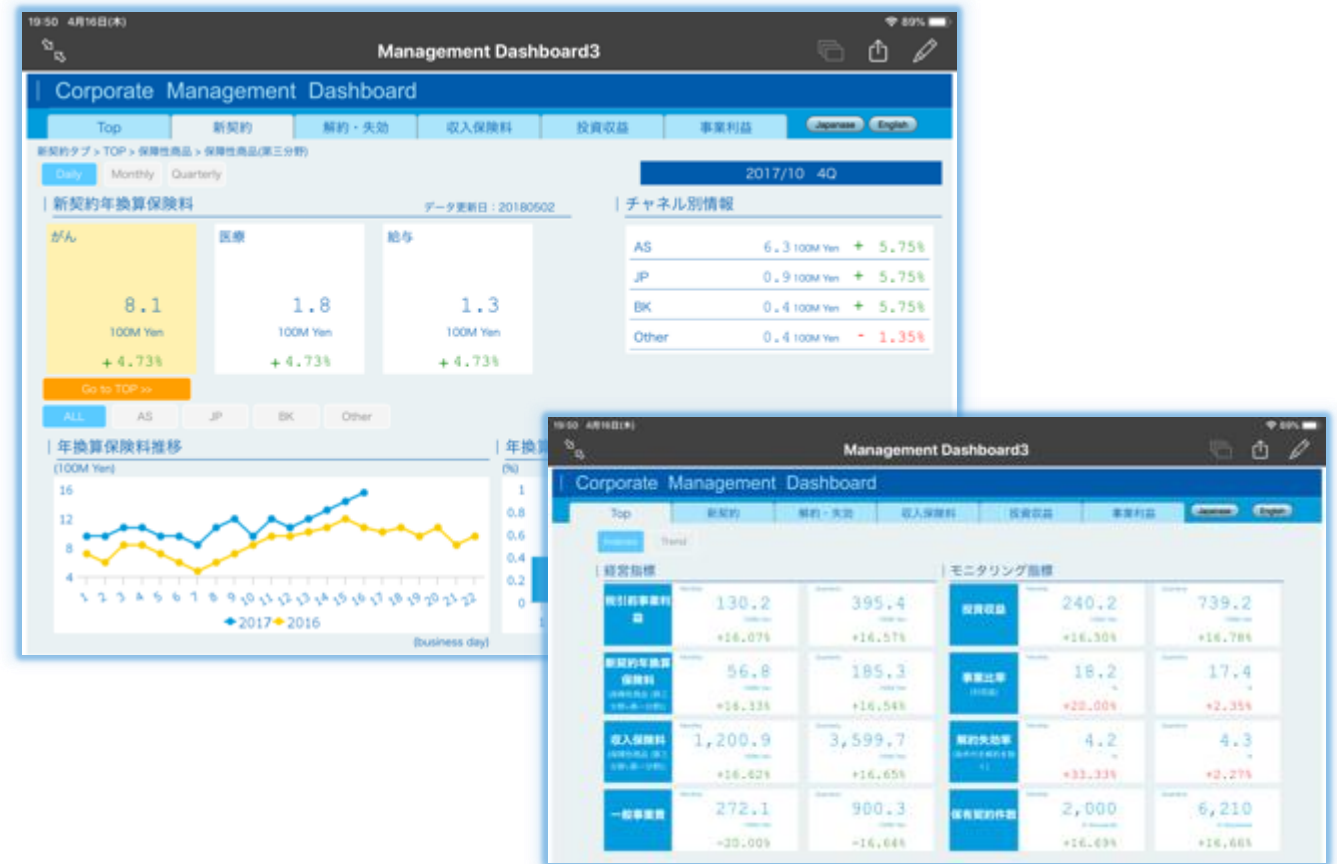 19:50 4月16日(木)
89%
Management Dashboard3
Corporate Management Dashboard
Top 新契約 解約・失効 収入保険料 投資収益 事業利益 Japanese English
新契約タブ > TOP > 保障性商品 > 保障性商品(第三分野)
Daily Monthly Quarterly
2017/10 4Q
新契約年換算保険料
データ更新日:20180502
がん 医療 給与
8.1 1.8 1.3
100M Yen 100M Yen 100M Yen
+4.73% +4.73% +4.73%
チャネル別情報
AS 6.3 100M Yen + 5.75%
JP 0.9 100M Yen + 5.75%
BK 0.4 100M Yen + 5.75%
Other 0.4 100M Yen - 1.35%
Go to TOP >>
ALL AS JP BK Other
年換算保険料推移
(100M Yen)
16
12
8
4
1 2 3 4 5 6 7 8 9 10 11 12 13 14 15 16 17 18 19 20 21 22
2017 2016
(business day)
年換
(%)
1
0.8
0.6
0.4
0.2
0
1
19:50 4月16日(木)
89%
Management Dashboard3
Corporate Management Dashboard
Top 新契約 解約・失効 収入保険料 投資収益 事業利益 Japanese English
Trend
経営指標
税引前事業利益
130.2 395.4
+16.07% +16.57%
新契約年換算保険料
56.8 185.3
+16.33% +16.54%
収入保険料
1,200.9 3,599.7
+16.62% +16.65%
一般事業費
272.1 900.3
-20.00% -16.64%
モニタリング指標
投資収益
240.2 739.2
+16.50% +16.78%
事業比率
18.2 17.4
+20.00% +2.35%
解約失効率
4.2 4.3
+33.33% +2.27%
保有契約件数
2,000 6,210
+16.69% +16.66%